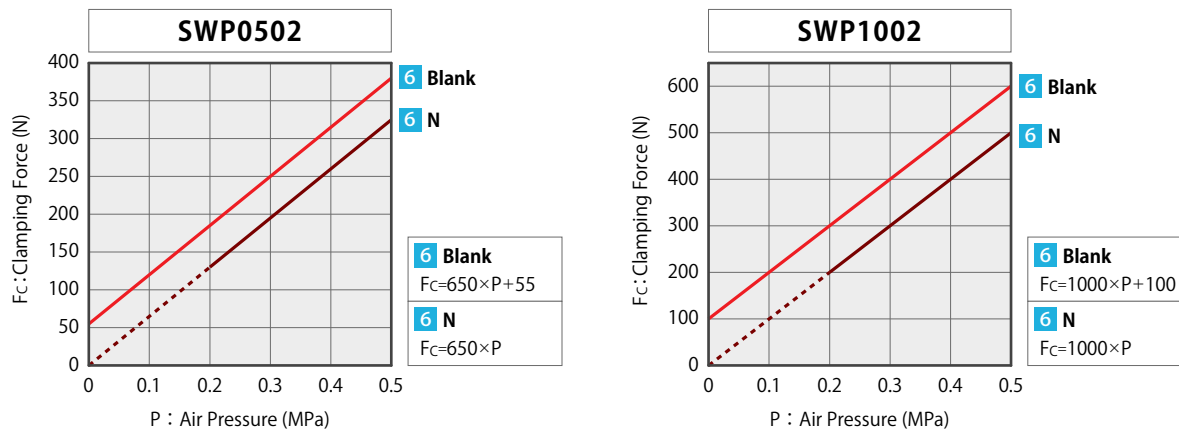 SWP0502
400
350
300
250
200
150
100
50
0
0 0.1 0.2 0.3 0.4 0.5
FC：Clamping Force (N)
P：Air Pressure (MPa)
6 Blank
6 N
6 Blank
FC=650×P+55
6 N
FC=650×P
SWP1002
600
500
400
300
200
100
0
0 0.1 0.2 0.3 0.4 0.5
FC：Clamping Force (N)
P：Air Pressure (MPa)
6 Blank
6 N
6 Blank
FC=1000×P+100
6 N
FC=1000×P